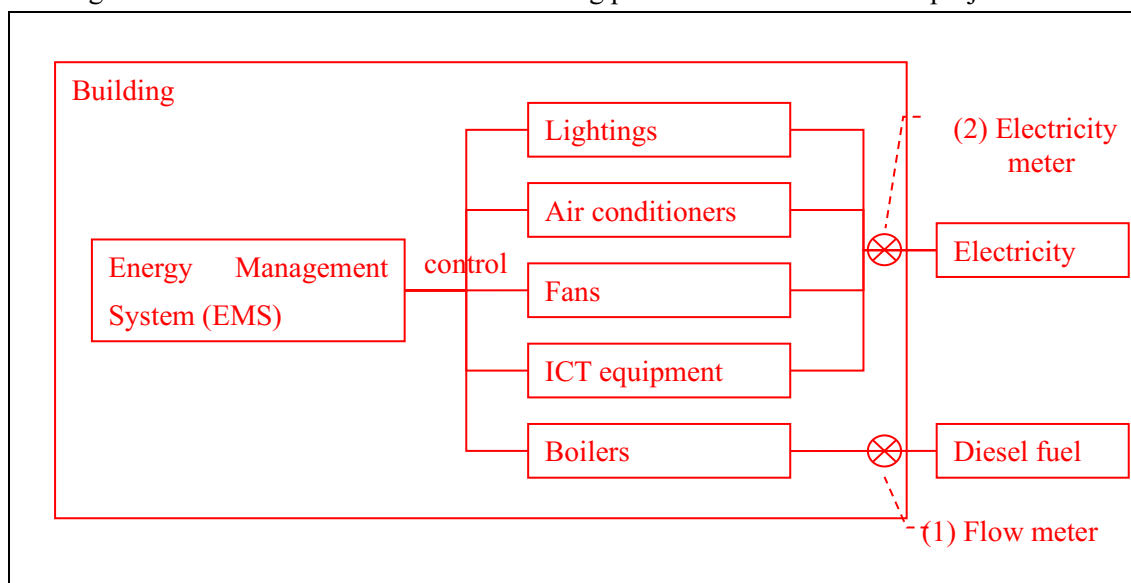 Building
Lightings
(2) Electricity
meter
Air conditioners
Energy Management
System (EMS)
control
Electricity
Fans
ICT equipment
Boilers
Diesel fuel
(1) Flow meter